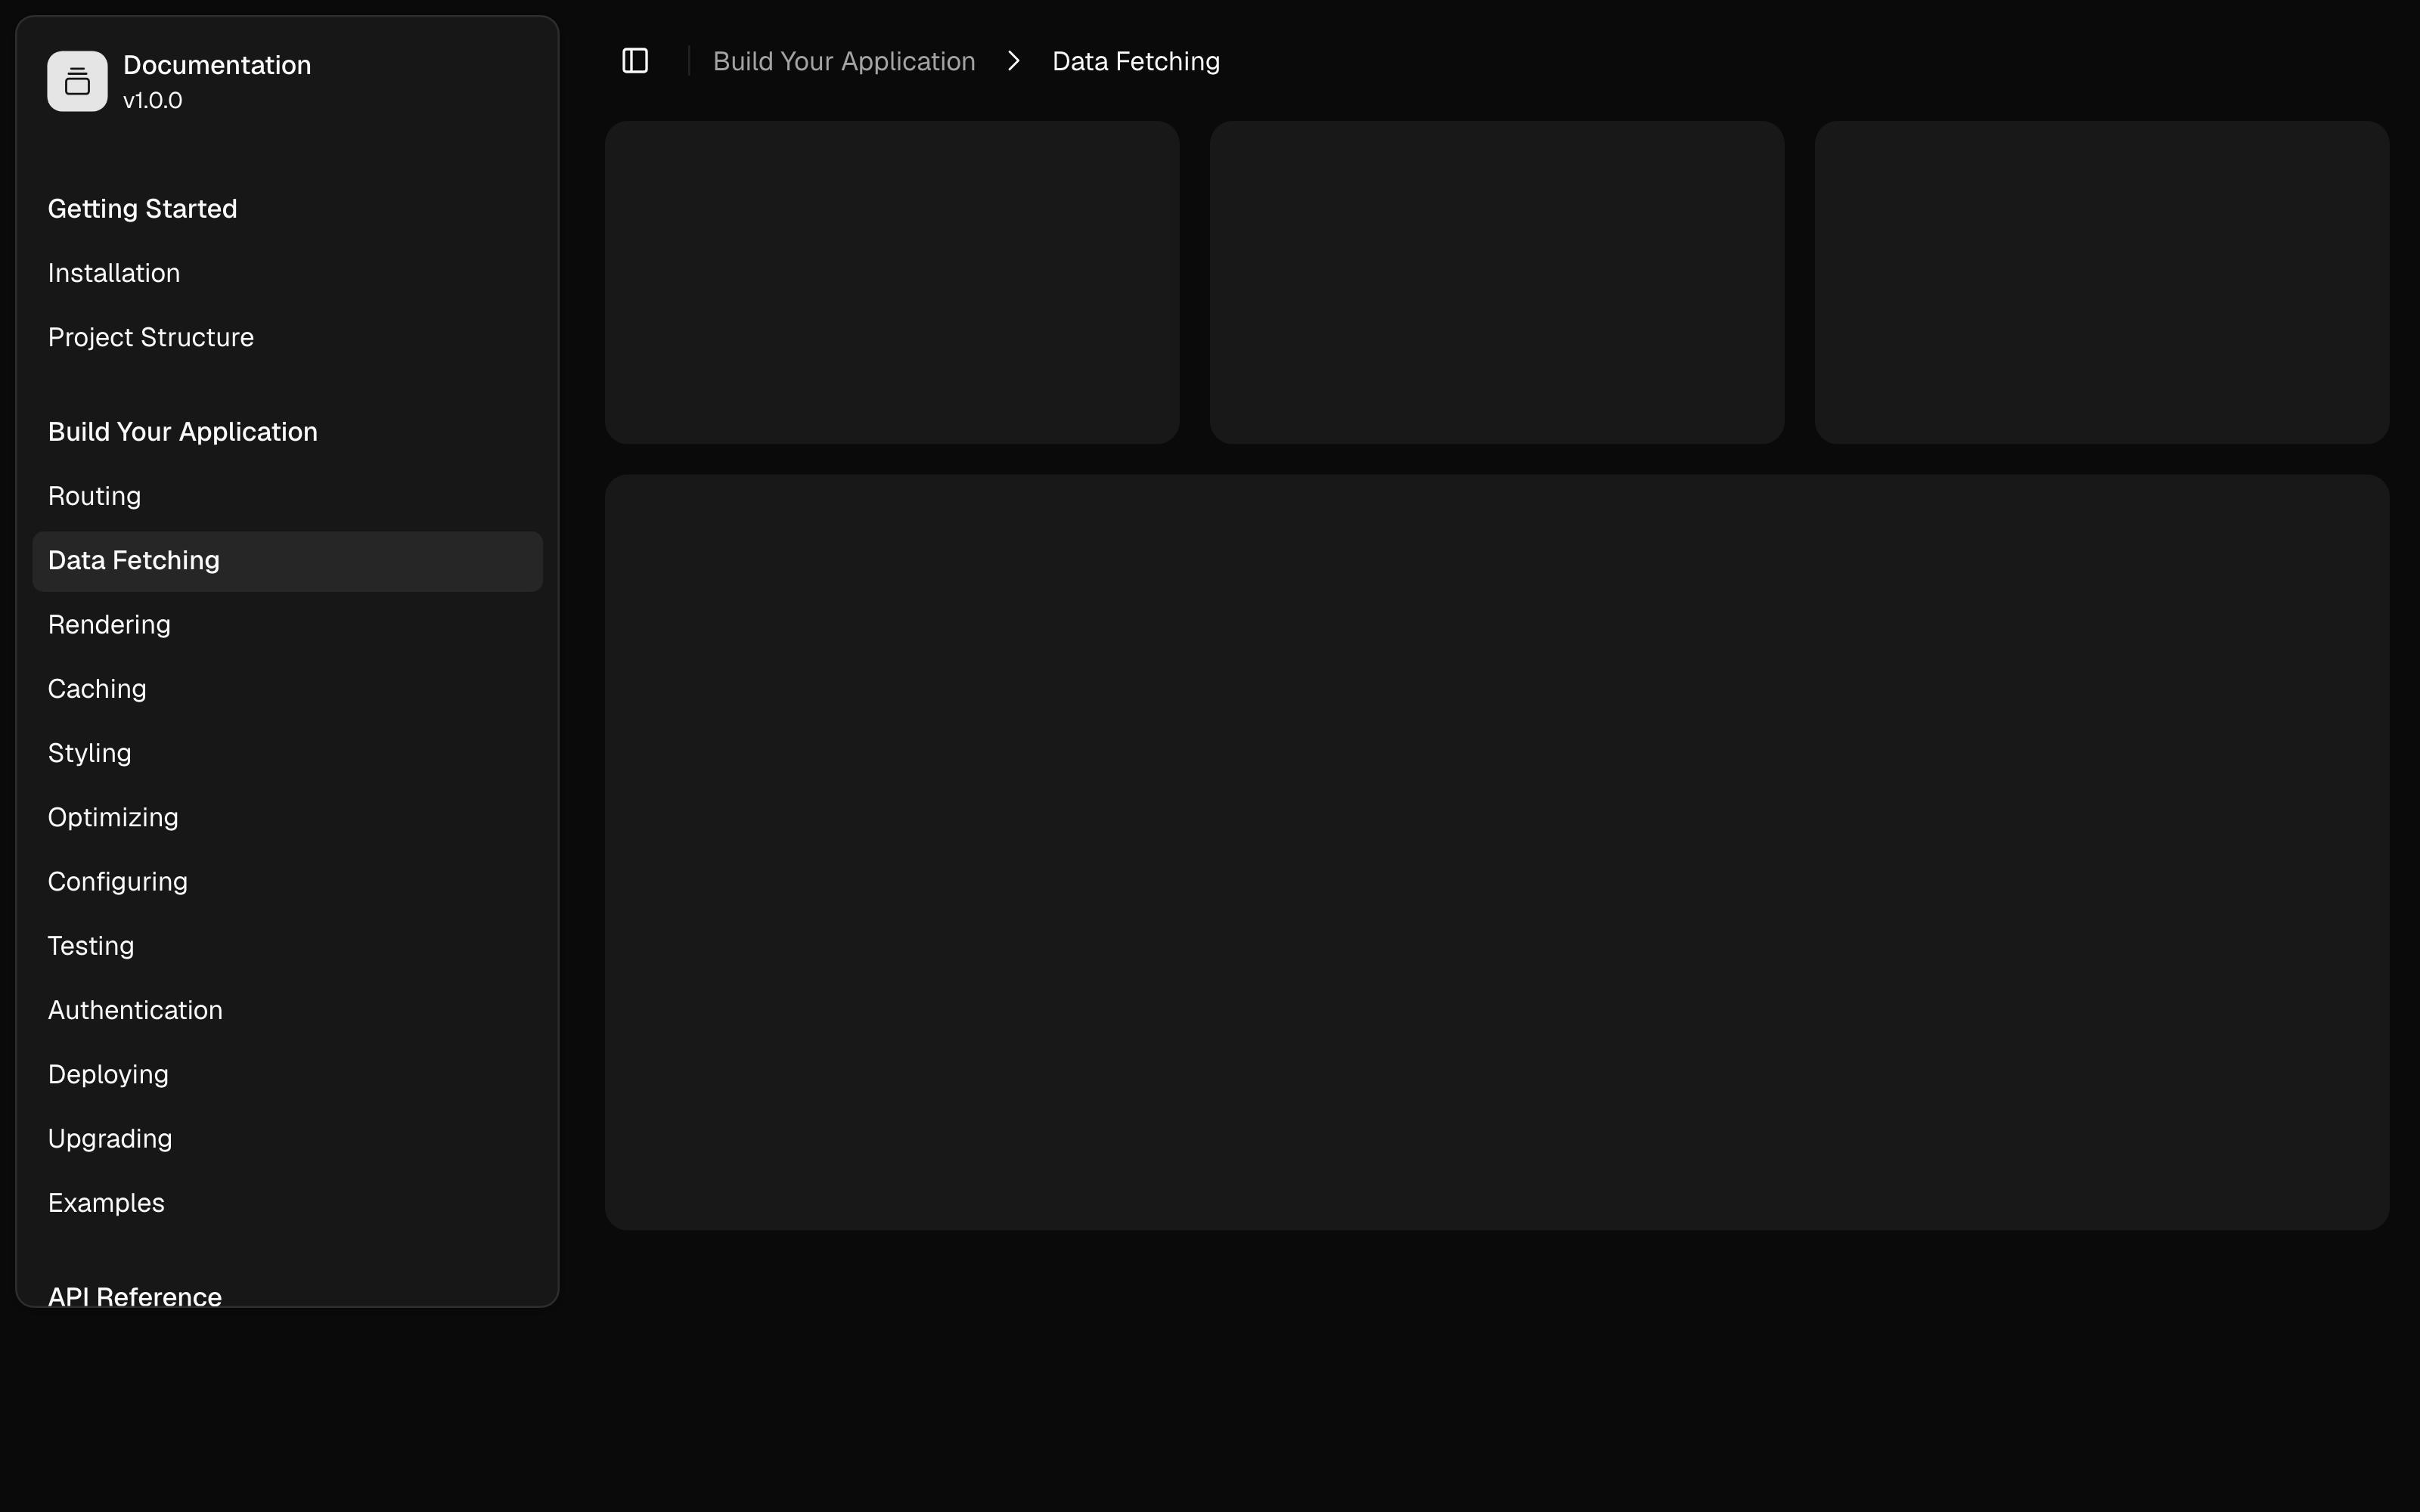 Documentation
v1.0.0
Getting Started
Installation
Project Structure
Build Your Application
Routing
Data Fetching
Rendering
Caching
Styling
Optimizing
Configuring
Testing
Authentication
Deploying
Upgrading
Examples
API Reference
Build Your Application
Data Fetching